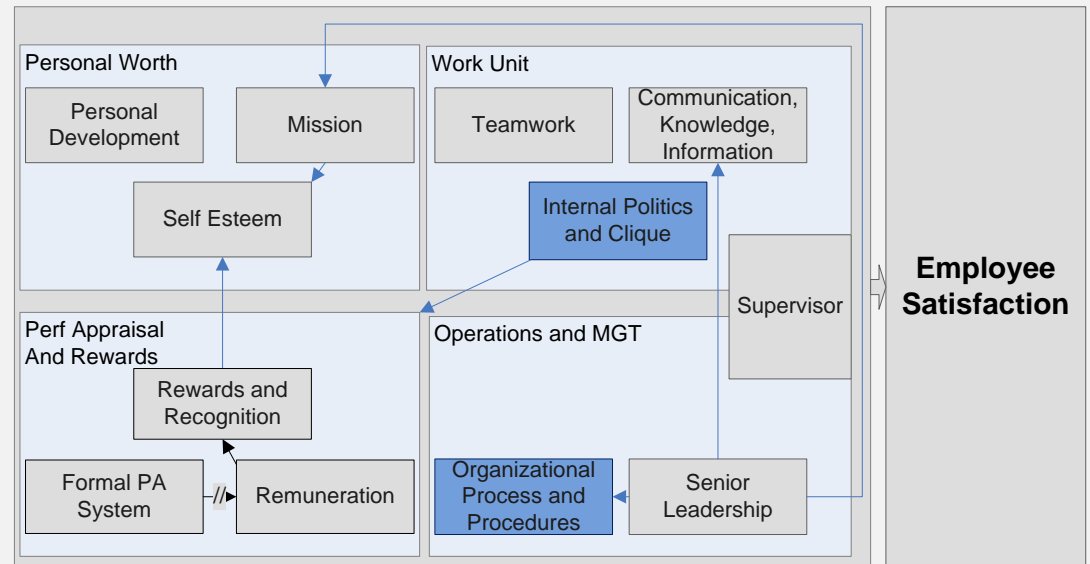 Personal Worth
Personal
Development
Mission
Self Esteem
Work Unit
Teamwork
Communication,
Knowledge,
Information
Internal Politics
and Clique
Supervisor
Perf Appraisal
And Rewards
Rewards and
Recognition
Formal PA
System
//
Remuneration
Operations and MGT
Organizational
Process and
Procedures
Senior
Leadership
Employee
Satisfaction